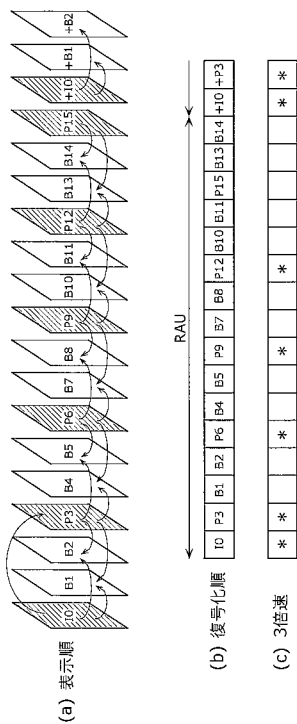 (a) 表示順
I0 B1 B2 P3 B4 B5 P6 B7 B8 P9 B10 B11 P12 B13 B14 P15 +I0 +B1 +B2
RAU
(b) 復号化順
I0 P3 B1 B2 P6 B4 B5 P9 B7 B8 P12 B10 B11 P15 B13 B14 +I0 +P3
(c) 3倍速
* * * * * * *